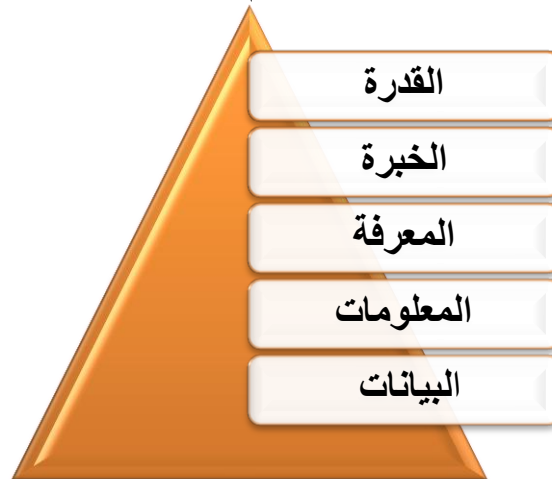 القدرة
الخبرة
المعرفة
المعلومات
البيانات